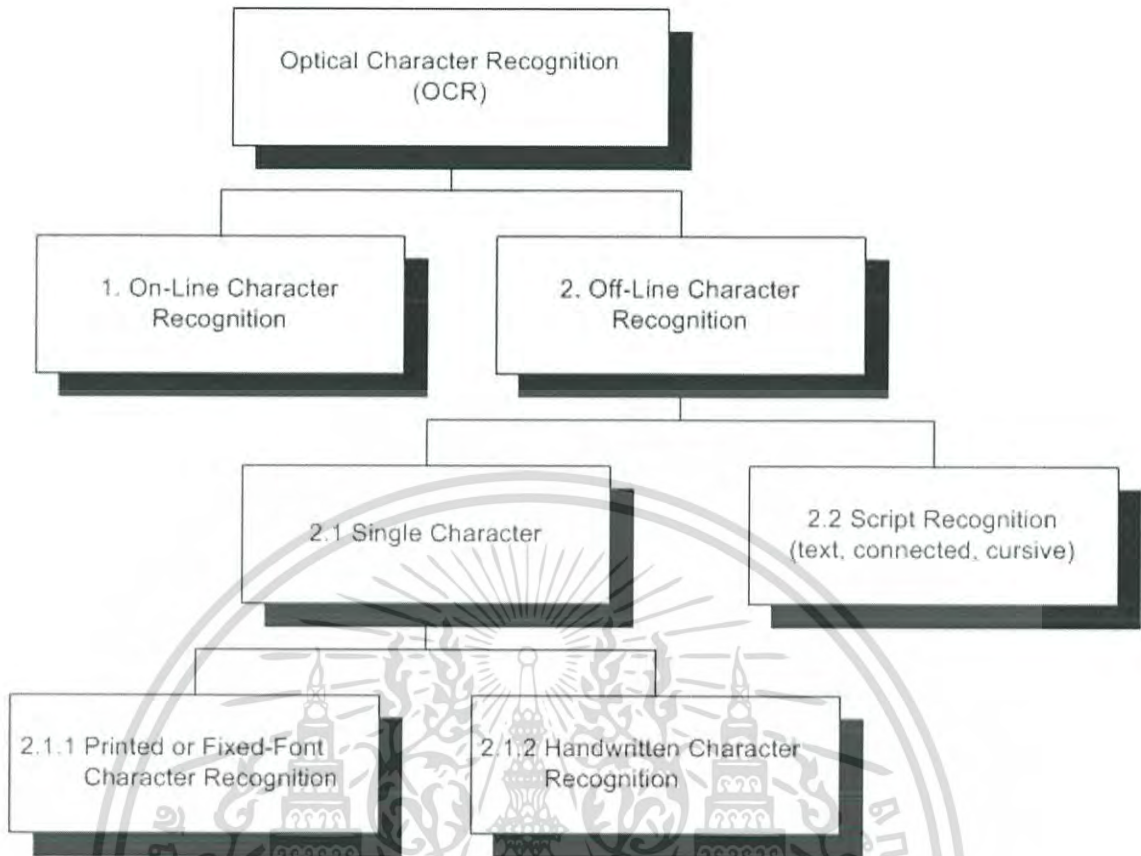 Optical Character Recognition
(OCR)
1. On-Line Character
Recognition
2. Off-Line Character
Recognition
2.1 Single Character
2.2 Script Recognition
(text, connected, cursive)
2.1.1 Printed or Fixed-Font
Character Recognition
2.1.2 Handwritten Character
Recognition